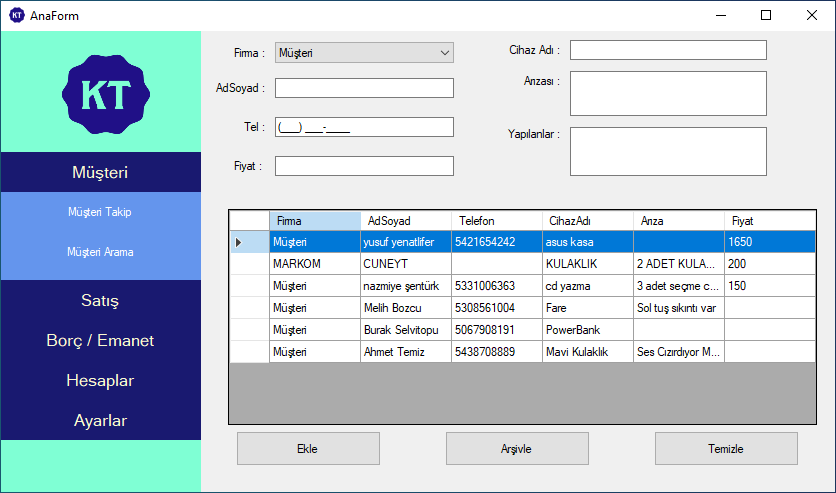 KT AnaForm
KT
Müşteri
Müşteri Takip
Müşteri Arama
Satış
Borç / Emanet
Hesaplar
Ayarlar
Firma : Müşteri
AdSoyad :
Tel : (___) ___-____
Fiyat :
Cihaz Adı :
Arızası :
Yapılanlar :
Firma AdSoyad Telefon CihazAdı Arıza Fiyat
Müşteri yusuf yenatlifer 5421654242 asus kasa 1650
MARKOM CUNEYT KULAKLIK 2 ADET KULA... 200
Müşteri nazmiye şentürk 5331006363 cd yazma 3 adet seçme c... 150
Müşteri Melih Bozcu 5308561004 Fare Sol tuş sıkıntı var
Müşteri Burak Selvitopu 5067908191 PowerBank
Müşteri Ahmet Temiz 5438708889 Mavi Kulaklık Ses Cızırdıyor M...
Ekle Arşivle Temizle